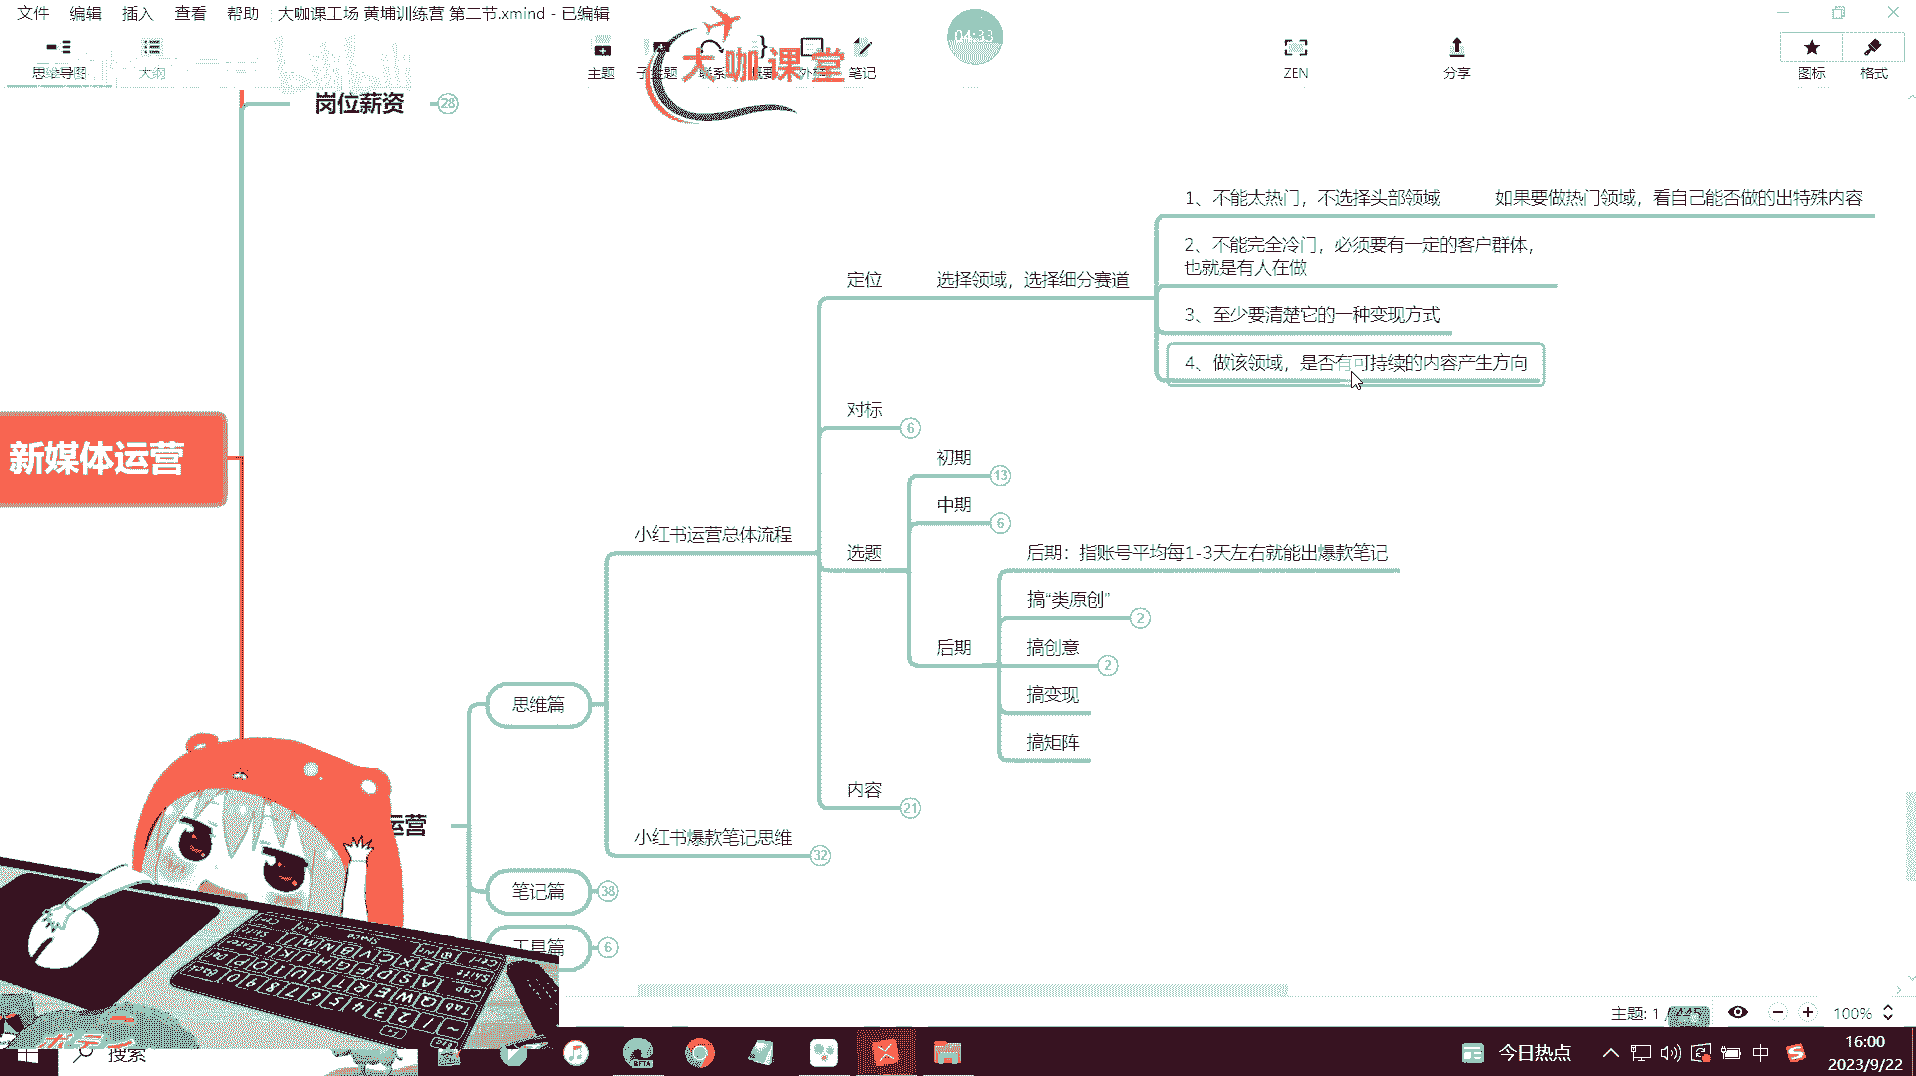 文件 编辑 插入 查看 帮助 大咖课工场 黄埔训练营 第二节.xmind - 已编辑
思维导图 大纲 主题 子主题 联系 概要 外框 笔记 ZEN 分享 图标 格式
大咖课堂
04:33
岗位薪资 28
1、不能太热门，不选择头部领域 如果要做热门领域，看自己能否做的出特殊内容
2、不能完全冷门，必须要有一定的客户群体，
也就是有人在做
定位 选择领域，选择细分赛道
3、至少要清楚它的一种变现方式
4、做该领域，是否有可持续的内容产生方向
对标 6
新媒体运营
初期 13
中期 6
小红书运营总体流程
选题
后期：指账号平均每1-3天左右就能出爆款笔记
搞“类原创” 2
后期
搞创意 2
搞变现
搞矩阵
思维篇
内容 21
运营
小红书爆款笔记思维 32
笔记篇 38
工具篇 6
主题: 1 / 445 100%
搜索
今日热点
中
16:00
2023/9/22